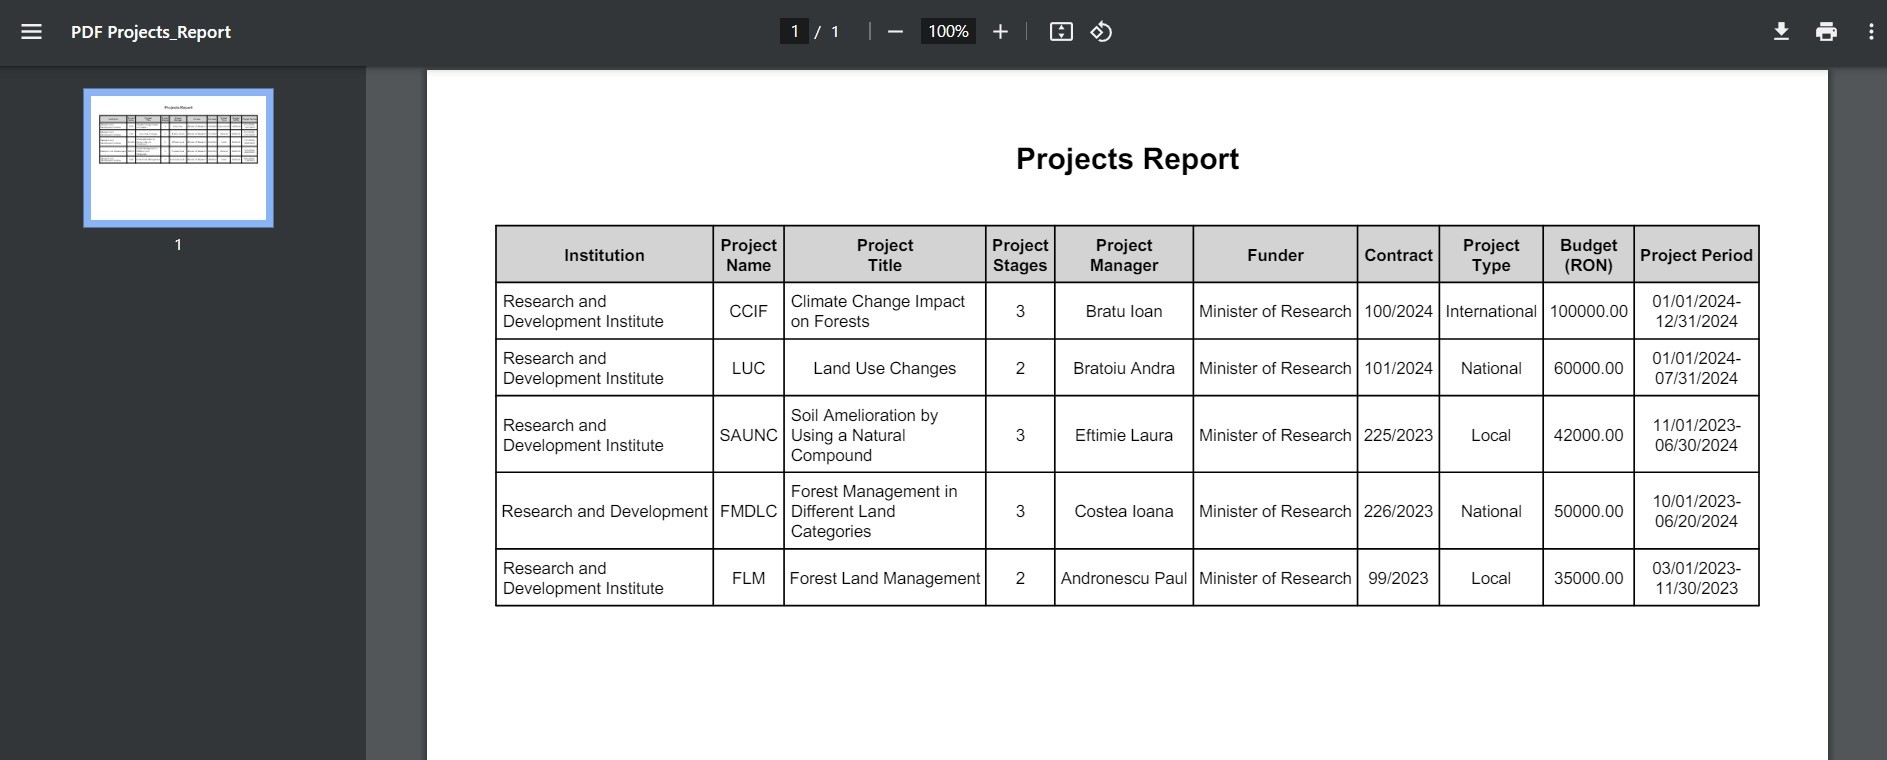 PDF Projects_Report
1 / 1
100%
1
Projects Report
Institution
Project
Name
Project
Title
Project
Stages
Project
Manager
Funder
Contract
Project
Type
Budget
(RON)
Project Period
Research and
Development Institute
CCIF
Climate Change Impact
on Forests
3
Bratu Ioan
Minister of Research
100/2024
International
100000.00
01/01/2024-
12/31/2024
Research and
Development Institute
LUC
Land Use Changes
2
Bratoiu Andra
Minister of Research
101/2024
National
60000.00
01/01/2024-
07/31/2024
Research and
Development Institute
SAUNC
Soil Amelioration by
Using a Natural
Compound
3
Eftimie Laura
Minister of Research
225/2023
Local
42000.00
11/01/2023-
06/30/2024
Research and Development
FMDLC
Forest Management in
Different Land
Categories
3
Costea Ioana
Minister of Research
226/2023
National
50000.00
10/01/2023-
06/20/2024
Research and
Development Institute
FLM
Forest Land Management
2
Andronescu Paul
Minister of Research
99/2023
Local
35000.00
03/01/2023-
11/30/2023